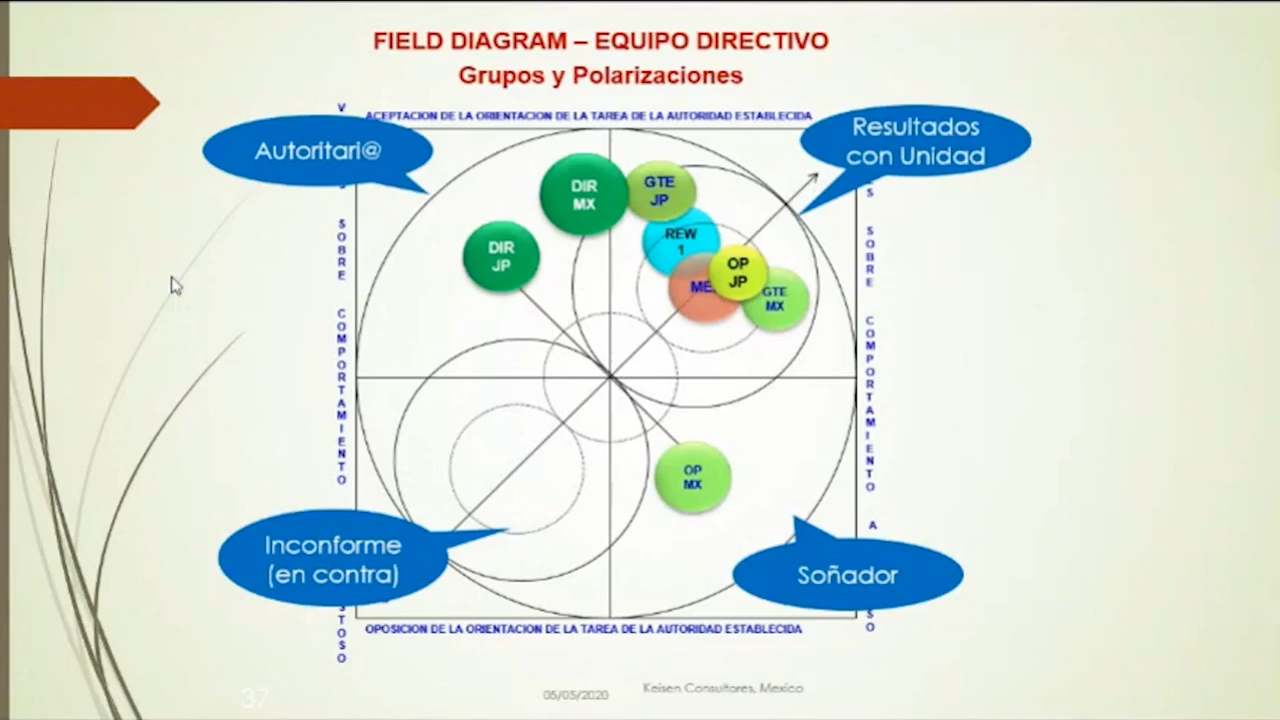 FIELD DIAGRAM – EQUIPO DIRECTIVO
Grupos y Polarizaciones
ACEPTACION DE LA ORIENTACION DE LA TAREA DE LA AUTORIDAD ESTABLECIDA
Autoritari@
Resultados
con Unidad
DIR
MX
GTE
JP
REW
1
DIR
JP
OP
JP
ME
GTE
MX
V
SOBRE COMPORTAMIENTO
STOSO
S SOBRE COMPORTAMIENTO A
SO
OP
MX
Inconforme
(en contra)
Soñador
OPOSICION DE LA ORIENTACION DE LA TAREA DE LA AUTORIDAD ESTABLECIDA
37
05/05/2020
Keisen Consultores, Mexico